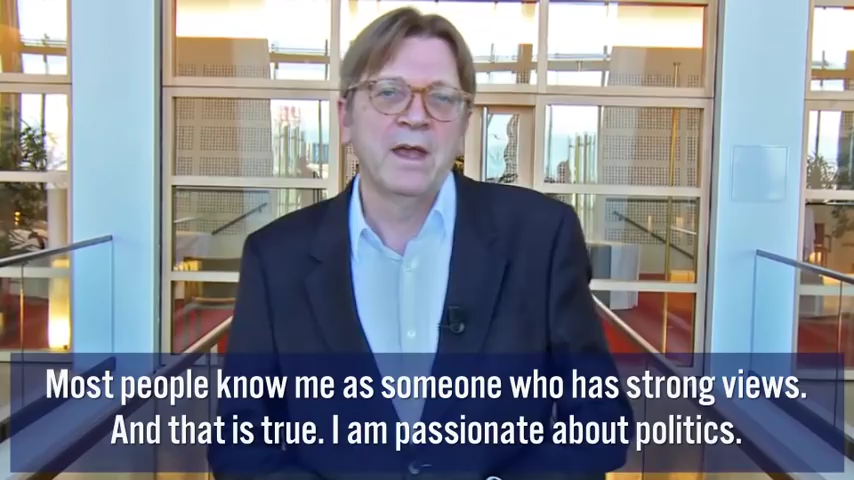 Most people know me as someone who has strong views.
And that is true. I am passionate about politics.